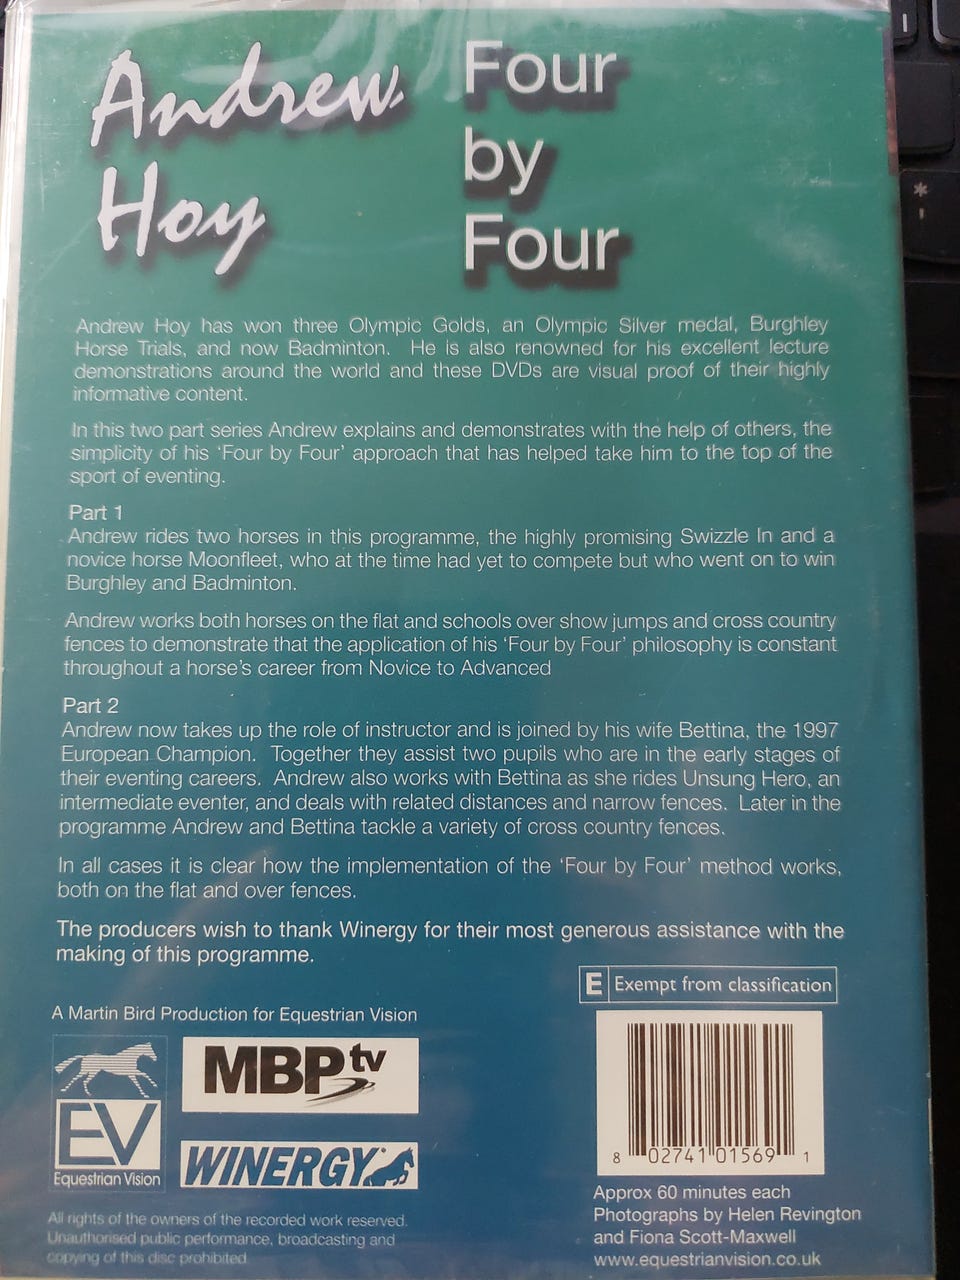 Andrew
Hoy
Four
by
Four
Andrew Hoy has won three Olympic Golds, an Olympic Silver medal, Burghley
Horse Trials, and now Badminton. He is also renowned for his excellent lecture
demonstrations around the world and these DVDs are visual proof of their highly
informative content.
In this two part series Andrew explains and demonstrates with the help of others, the
simplicity of his ‘Four by Four’ approach that has helped take him to the top of the
sport of eventing.
Part 1
Andrew rides two horses in this programme, the highly promising Swizzle In and a
novice horse Moonfleet, who at the time had yet to compete but who went on to win
Burghley and Badminton.
Andrew works both horses on the flat and schools over show jumps and cross country
fences to demonstrate that the application of his ‘Four by Four’ philosophy is constant
throughout a horse’s career from Novice to Advanced
Part 2
Andrew now takes up the role of instructor and is joined by his wife Bettina, the 1997
European Champion. Together they assist two pupils who are in the early stages of
their eventing careers. Andrew also works with Bettina as she rides Unsung Hero, an
intermediate eventer, and deals with related distances and narrow fences. Later in the
programme Andrew and Bettina tackle a variety of cross country fences.
In all cases it is clear how the implementation of the ‘Four by Four’ method works,
both on the flat and over fences.
The producers wish to thank Winergy for their most generous assistance with the
making of this programme.
E Exempt from classification
A Martin Bird Production for Equestrian Vision
MBP tv
EV
Equestrian Vision
WINERGY
8 02741 01569 1
Approx 60 minutes each
Photographs by Helen Revington
and Fiona Scott-Maxwell
www.equestrianvision.co.uk
All rights of the owners of the recorded work reserved.
Unauthorised public performance, broadcasting and
copying of this disc prohibited.